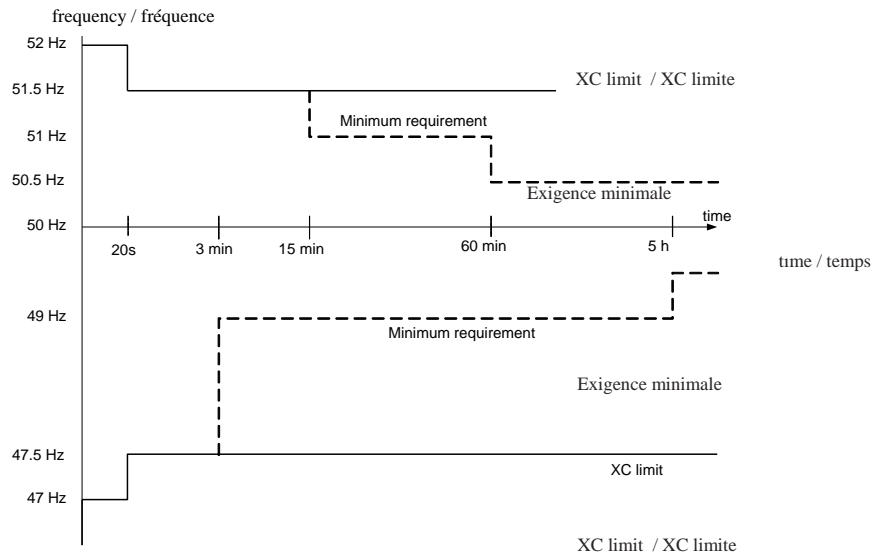 frequency / fréquence
52 Hz
XC limit / XC limite
51.5 Hz
Minimum requirement
51 Hz
50.5 Hz
Exigence minimale
time
50 Hz
20s
3 min
15 min
60 min
5 h
tıme / temps
49 Hz
Minimum requirement
Exigence minimale
47.5 Hz
XC limit
47 Hz
XC limit / XC limite